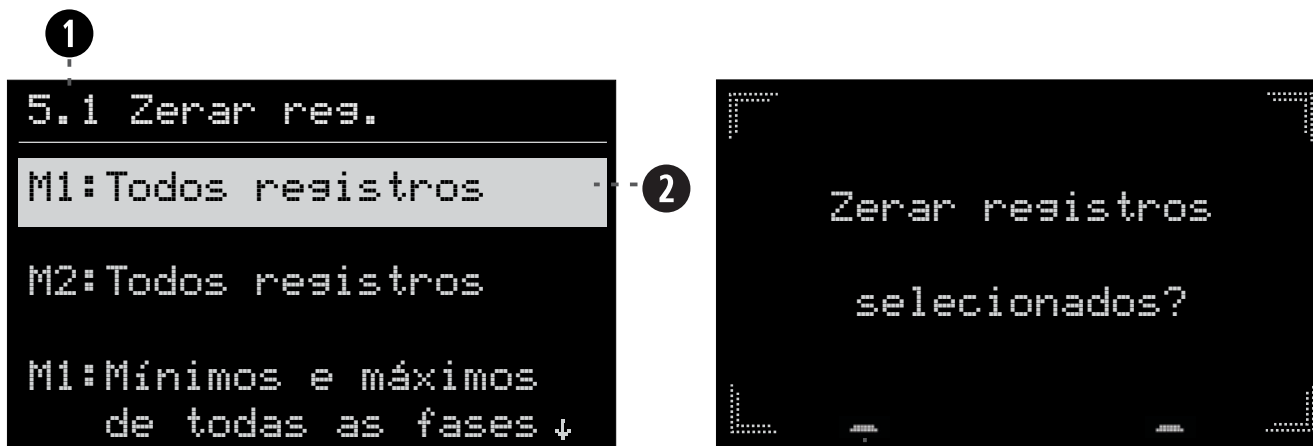 1
5.1 Zerar reg.
M1:Todos registros
2
M2:Todos registros
M1:Mínimos e máximos
de todas as fases ↓
Zerar registros
selecionados?